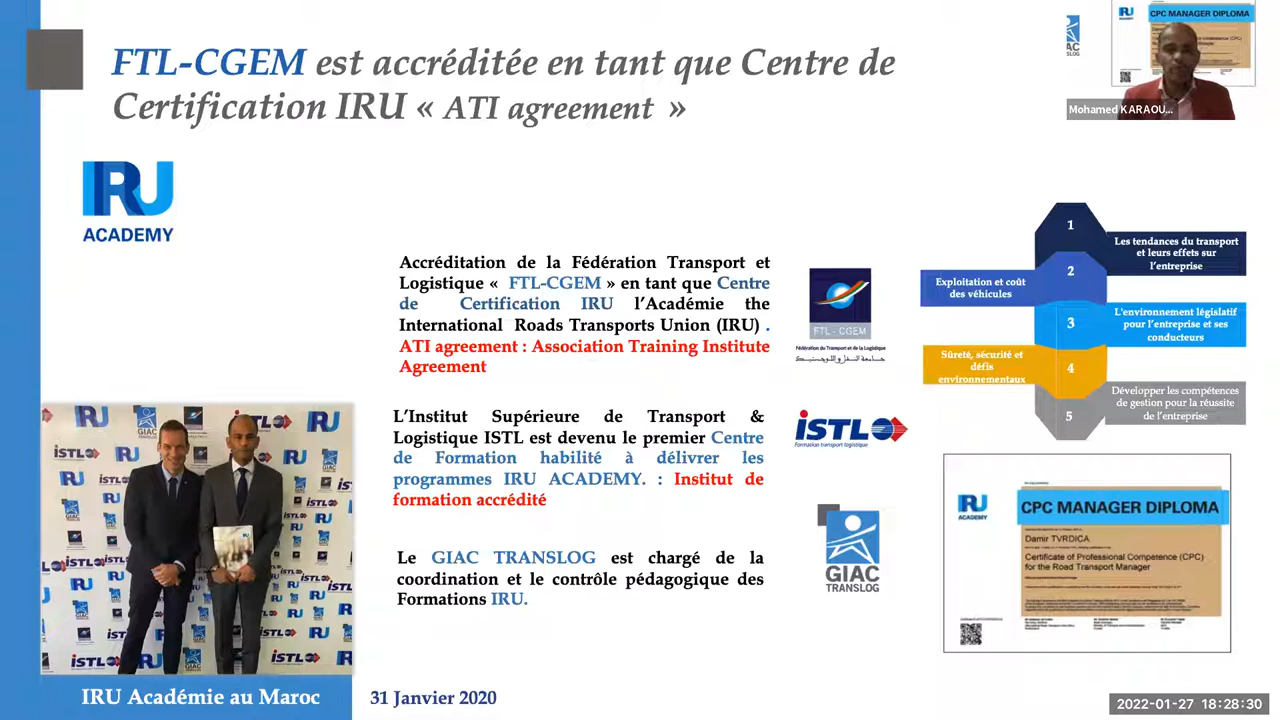 FTL-CGEM est accréditée en tant que Centre de
Certification IRU « ATI agreement »
IRU
ACADEMY
CPC MANAGER DIPLOMA
Mohamed KARAOU...
Accréditation de la Fédération Transport et
Logistique « FTL-CGEM » en tant que Centre
de Certification IRU l’Académie the
International Roads Transports Union (IRU) .
ATI agreement : Association Training Institute
Agreement
L’Institut Supérieure de Transport &
Logistique ISTL est devenu le premier Centre
de Formation habilité à délivrer les
programmes IRU ACADEMY. : Institut de
formation accrédité
Le GIAC TRANSLOG est chargé de la
coordination et le contrôle pédagogique des
Formations IRU.
FTL - CGEM
Fédération du Transport et de la Logistique
جامعة النقل واللوجستيك
iSTL
Formation transport logistique
GIAC
TRANSLOG
1
Les tendances du transport
et leurs effets sur
l’entreprise
2
Exploitation et coût
des véhicules
3
L'environnement législatif
pour l’entreprise et ses
conducteurs
4
Sûreté, sécurité et
défis
environnementaux
5
Développer les compétences
de gestion pour la réussite
de l’entreprise
IRU
ACADEMY
CPC MANAGER DIPLOMA
Damir TVRDICA
Certificate of Professional Competence (CPC)
for the Road Transport Manager
IRU Académie au Maroc
31 Janvier 2020
2022-01-27 18:28:30